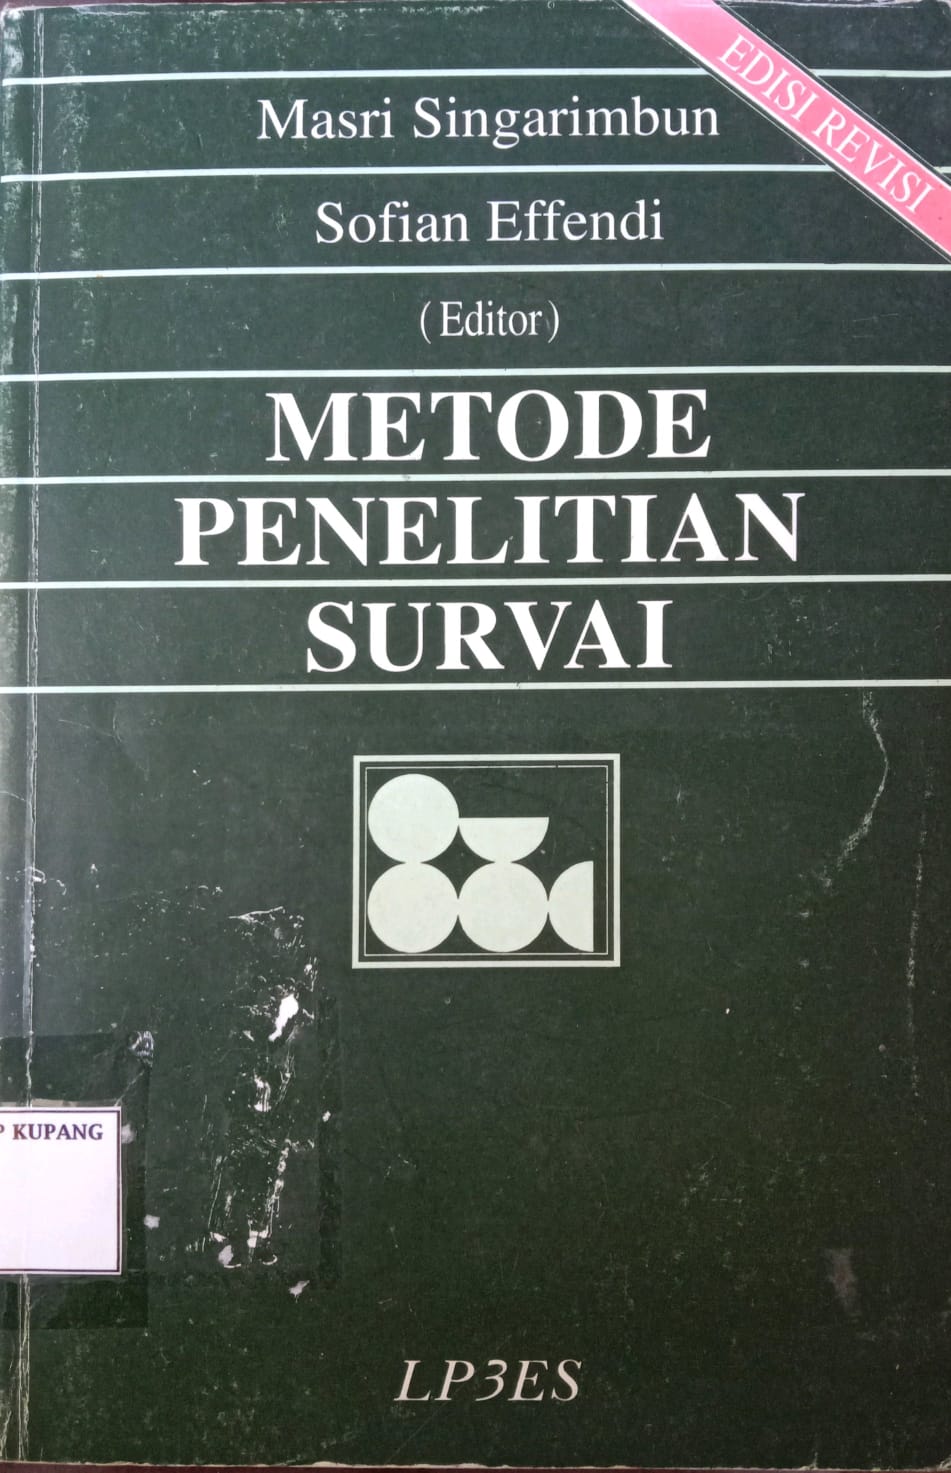 EDISI REVISI
Masri Singarimbun
Sofian Effendi
(Editor)
METODE
PENELITIAN
SURVAI
KUPANG
LP3ES